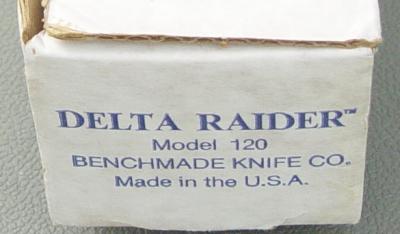 DELTA RAIDER™
Model 120
BENCHMADE KNIFE CO.
Made in the U.S.A.